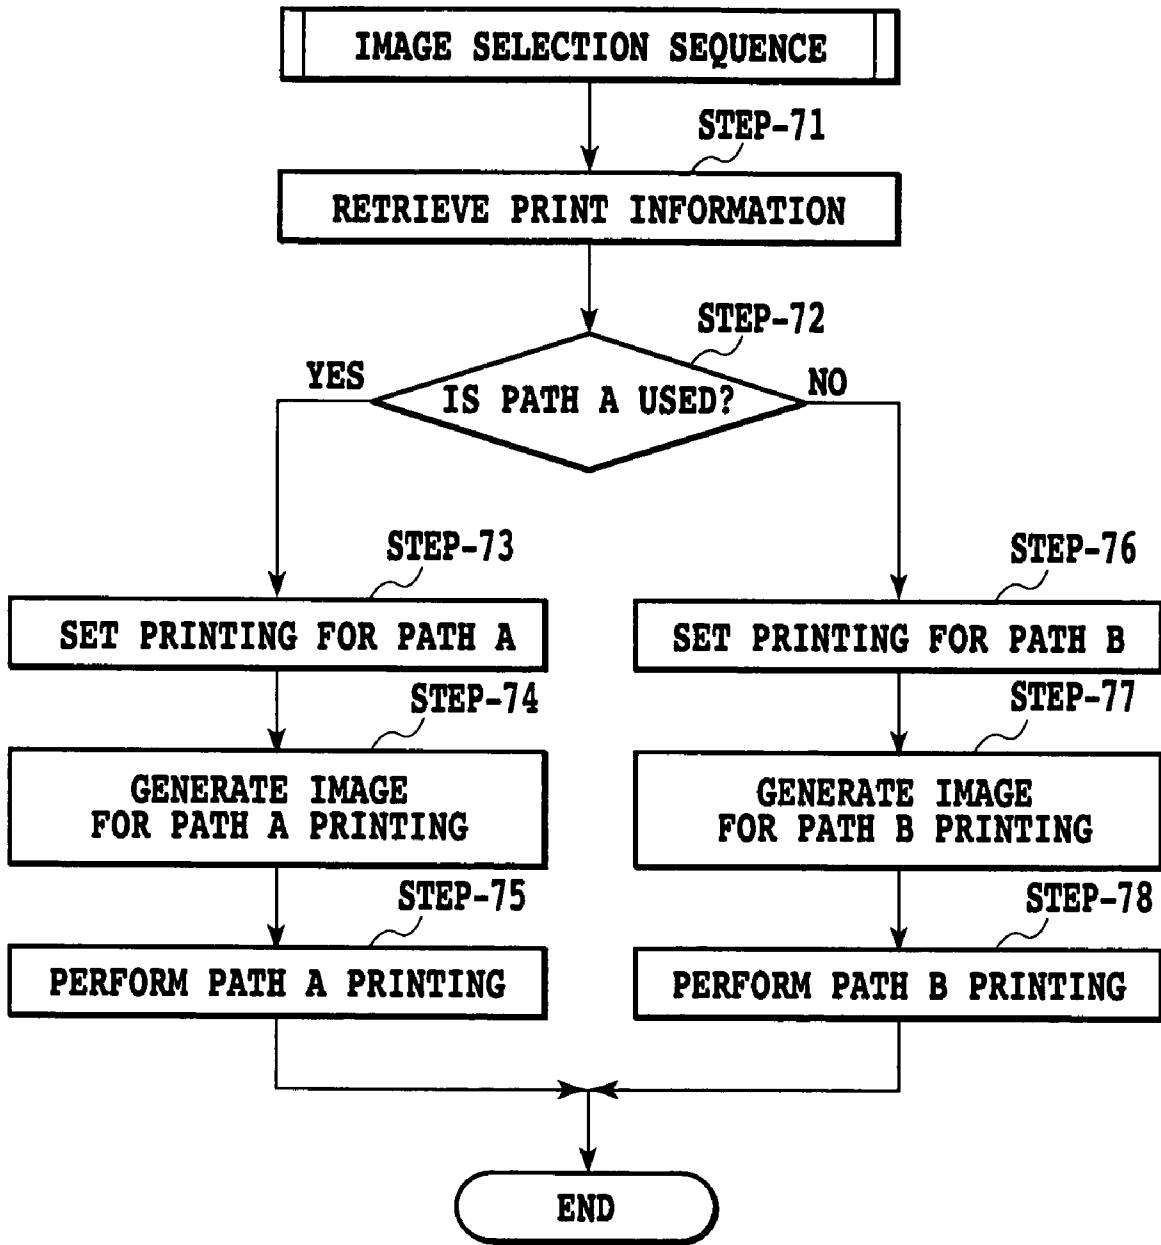 IMAGE SELECTION SEQUENCE
STEP-71
RETRIEVE PRINT INFORMATION
STEP-72
YES
IS PATH A USED?
NO
STEP-73
SET PRINTING FOR PATH A
STEP-74
GENERATE IMAGE
FOR PATH A PRINTING
STEP-75
PERFORM PATH A PRINTING
STEP-76
SET PRINTING FOR PATH B
STEP-77
GENERATE IMAGE
FOR PATH B PRINTING
STEP-78
PERFORM PATH B PRINTING
END